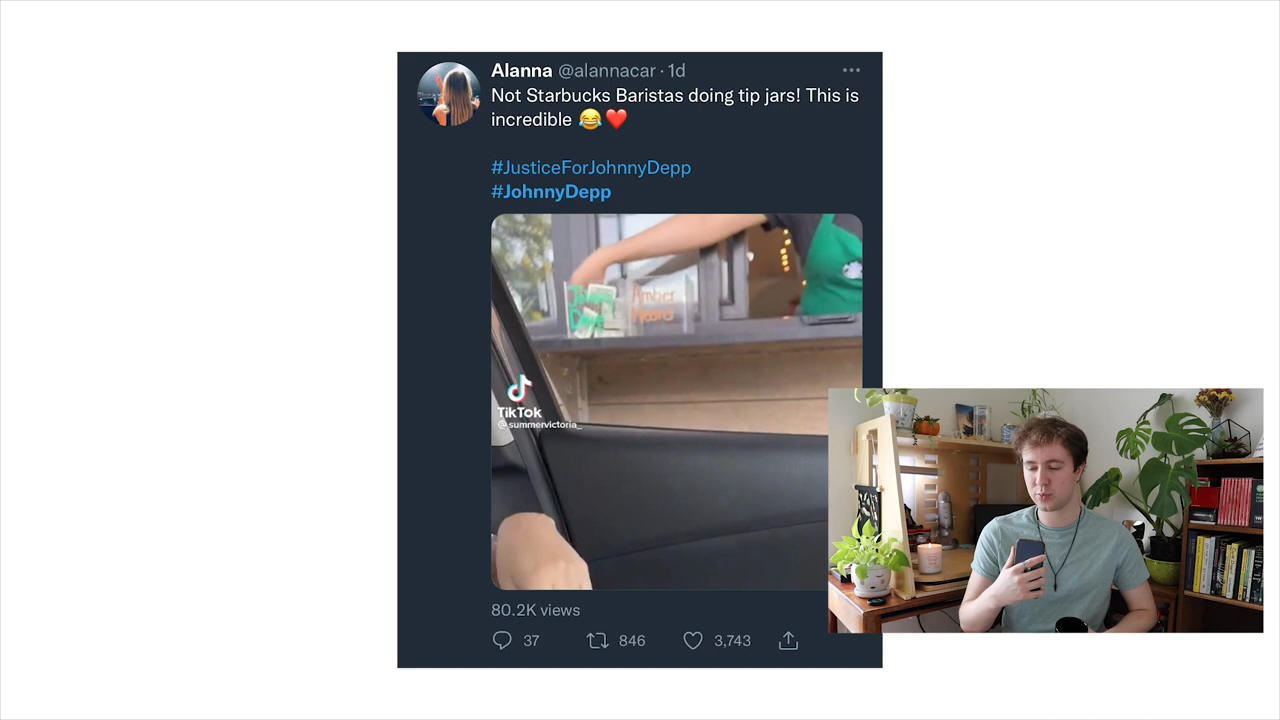 Alanna @alannacar · 1d
Not Starbucks Baristas doing tip jars! This is
incredible 😂❤️
#JusticeForJohnnyDepp
#JohnnyDepp
Amber
TikTok
@summervictoria_
80.2K views
37
846
3,743